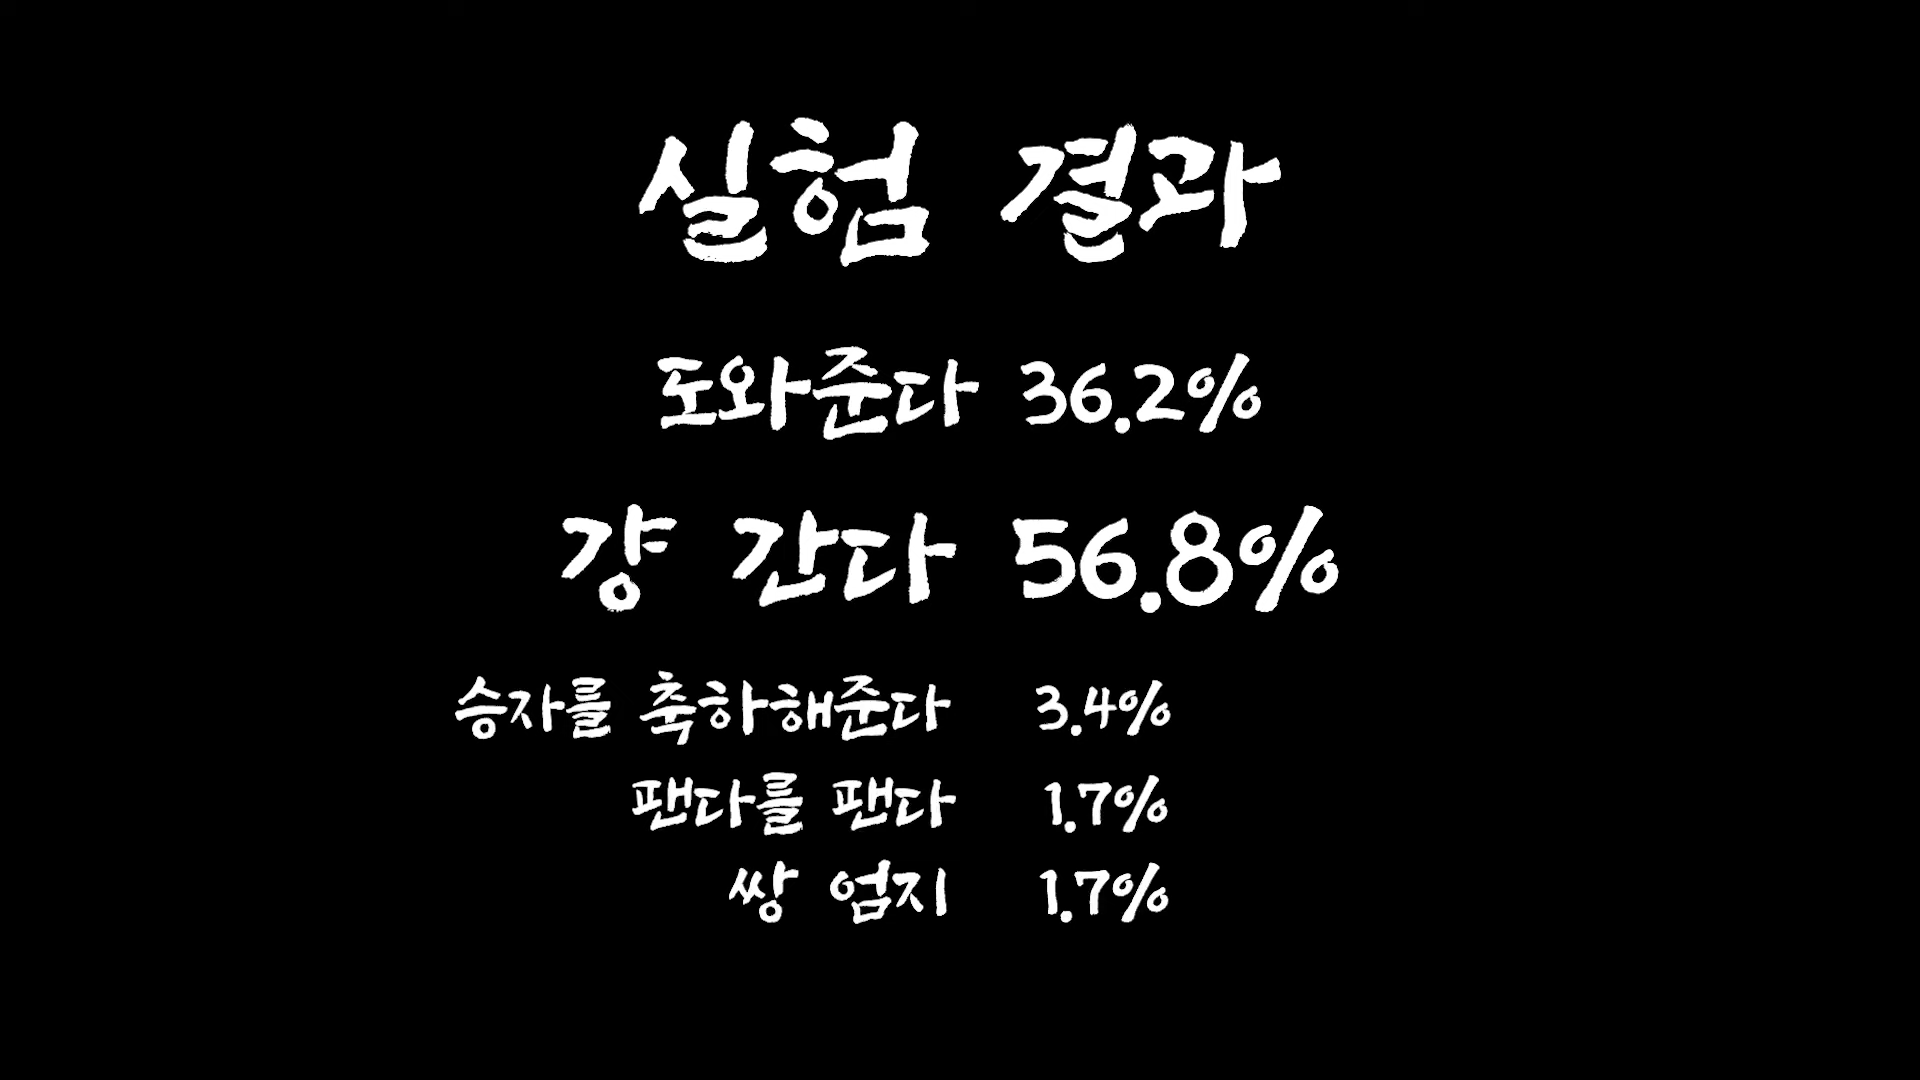 실험 결과
도와준다 36.2%
걍 간다 56.8%
승자를 축하해준다 3.4%
팬다를 팬다 1.7%
쌍 엄지 1.7%